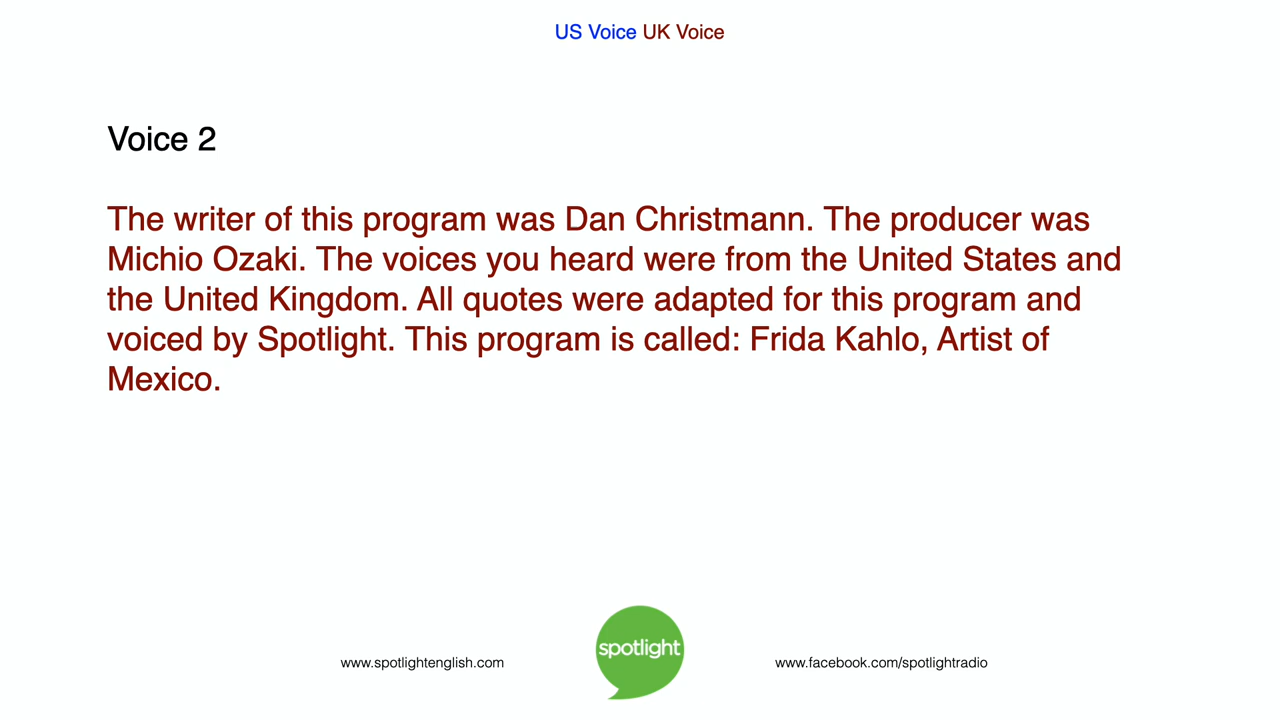 US Voice UK Voice
Voice 2
The writer of this program was Dan Christmann. The producer was
Michio Ozaki. The voices you heard were from the United States and
the United Kingdom. All quotes were adapted for this program and
voiced by Spotlight. This program is called: Frida Kahlo, Artist of
Mexico.
www.spotlightenglish.com
spotlight
www.facebook.com/spotlightradio